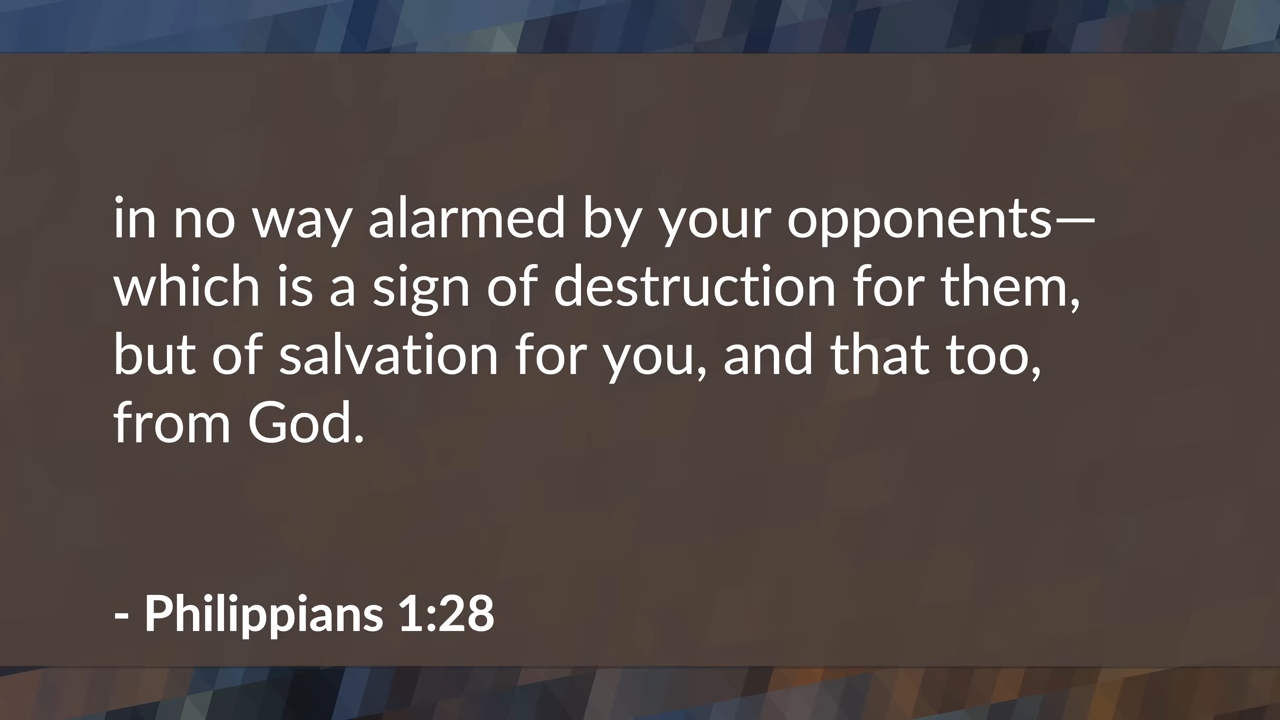 in no way alarmed by your opponents—
which is a sign of destruction for them,
but of salvation for you, and that too,
from God.
- Philippians 1:28